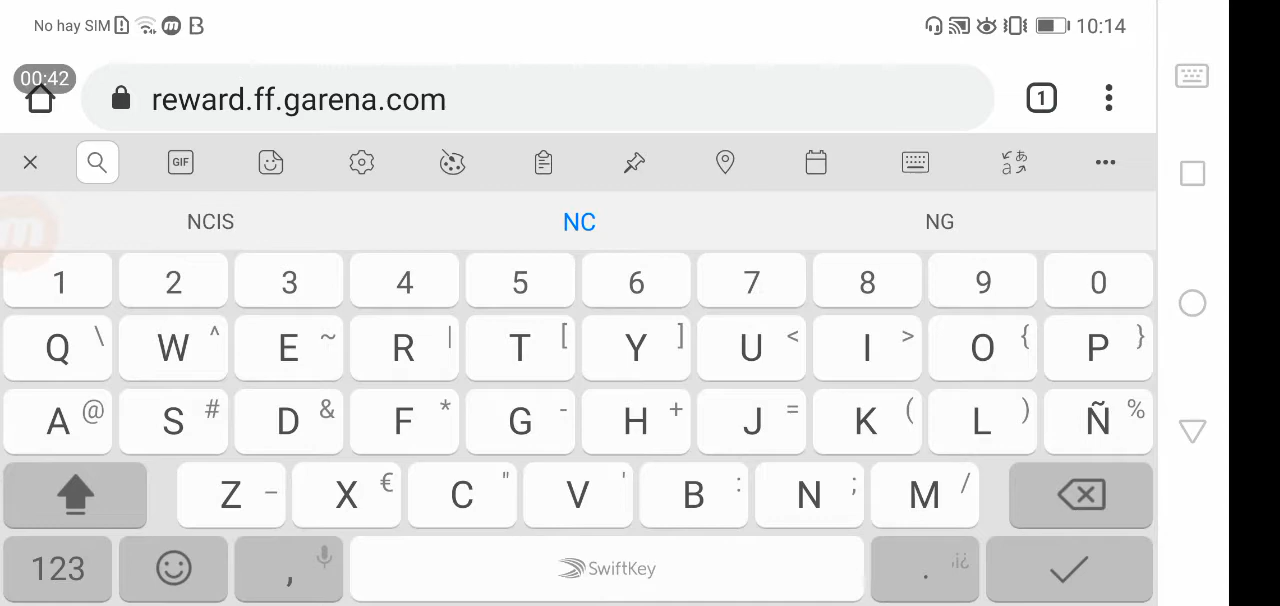 No hay SIM 10:14
00:42
reward.ff.garena.com 1
GIF
NCIS NC NG
1 2 3 4 5 6 7 8 9 0
Q \ W ^ E ~ R | T [ Y ] U < I > O { P }
A @ S # D & F * G - H + J = K ( L ) Ñ %
Z _ X € C " V ' B : N ; M /
123 , SwiftKey . ,i¿